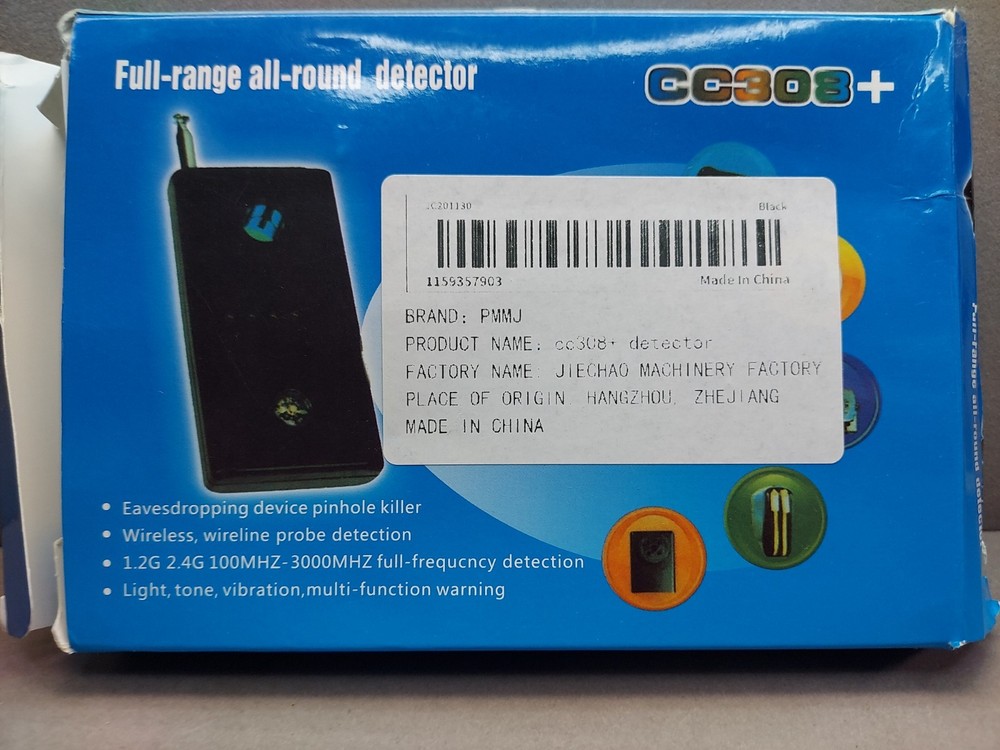 Full-range all-round detector
CC308+
JC201130
Black
1159357903
Made In China
BRAND: PMMJ
PRODUCT NAME: cc308+ detector
FACTORY NAME: JIECHAO MACHINERY FACTORY
PLACE OF ORIGIN: HANGZHOU, ZHEJIANG
MADE IN CHINA
• Eavesdropping device pinhole killer
• Wireless, wireline probe detection
• 1.2G 2.4G 100MHZ-3000MHZ full-frequcncy detection
• Light, tone, vibration,multi-function warning
Full-range all-round detector